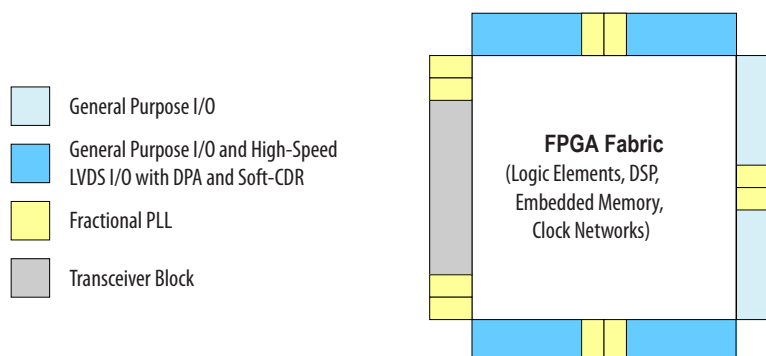 General Purpose I/O
General Purpose I/O and High-Speed
LVDS I/O with DPA and Soft-CDR
Fractional PLL
Transceiver Block
FPGA Fabric
(Logic Elements, DSP,
Embedded Memory,
Clock Networks)